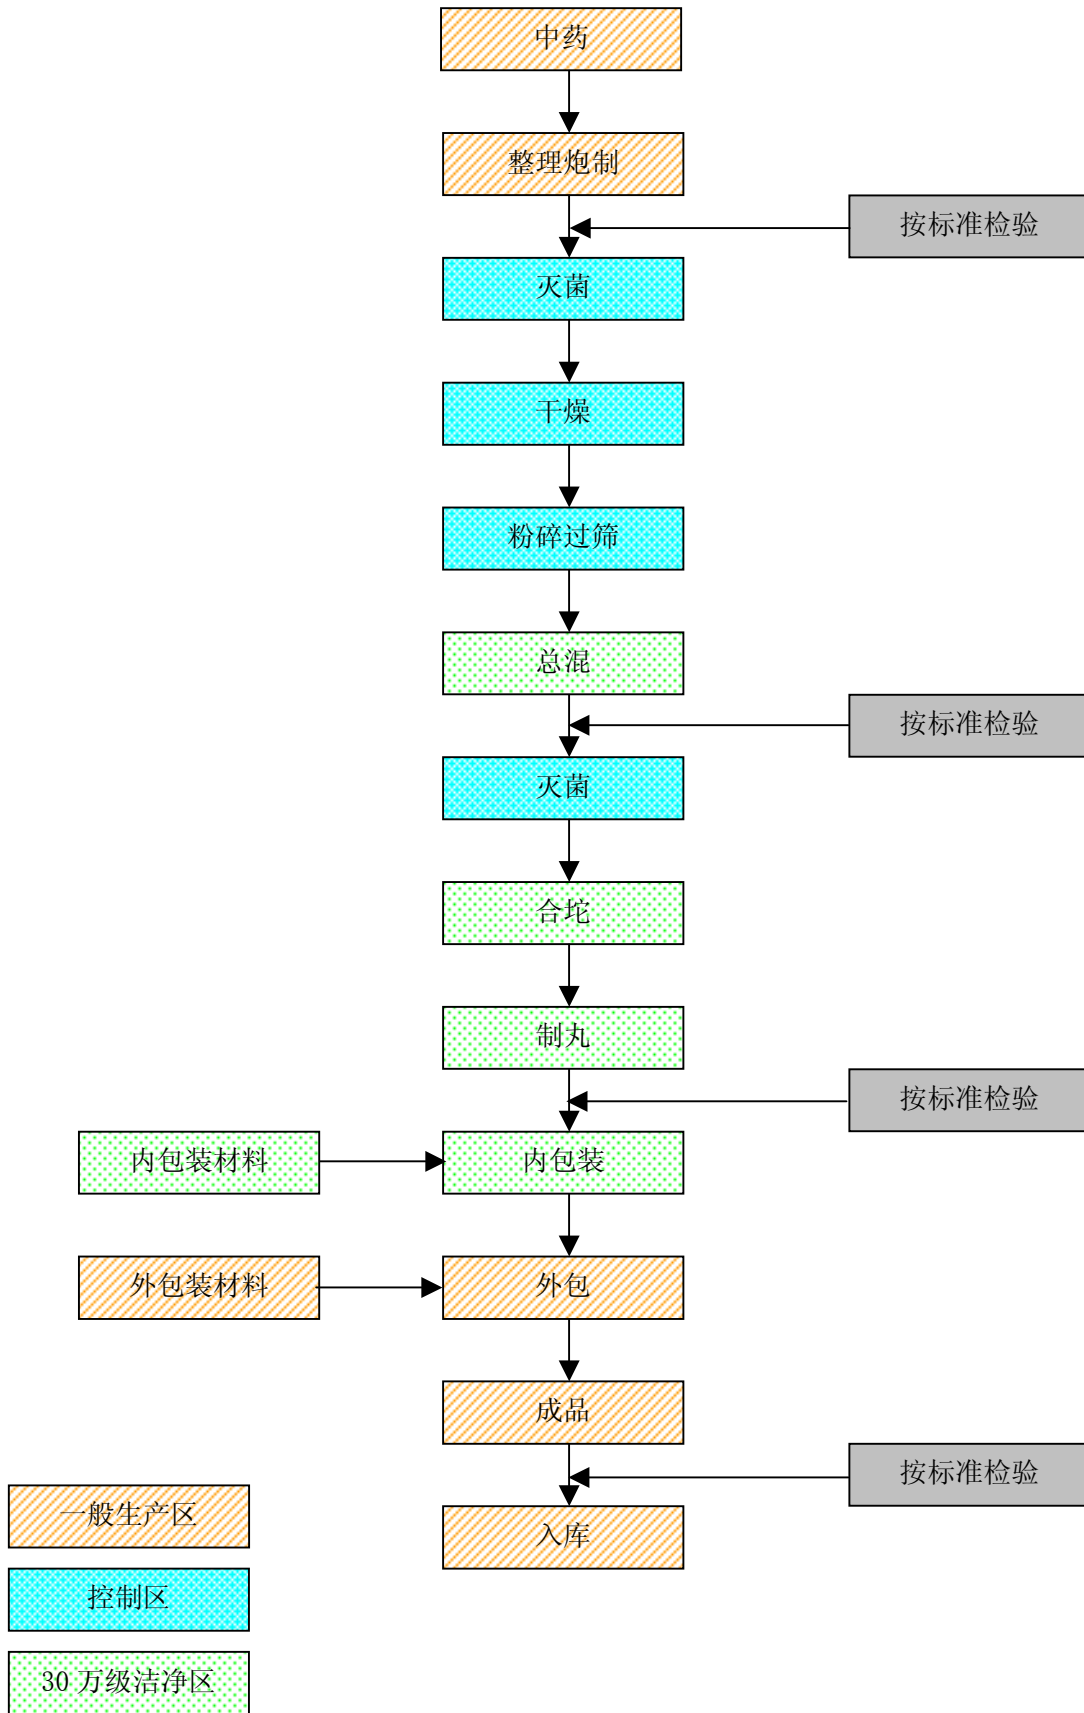 中药
整理炮制
按标准检验
灭菌
干燥
粉碎过筛
总混
按标准检验
灭菌
合坨
制丸
按标准检验
内包装材料
内包装
外包装材料
外包
成品
按标准检验
一般生产区
入库
控制区
30 万级洁净区